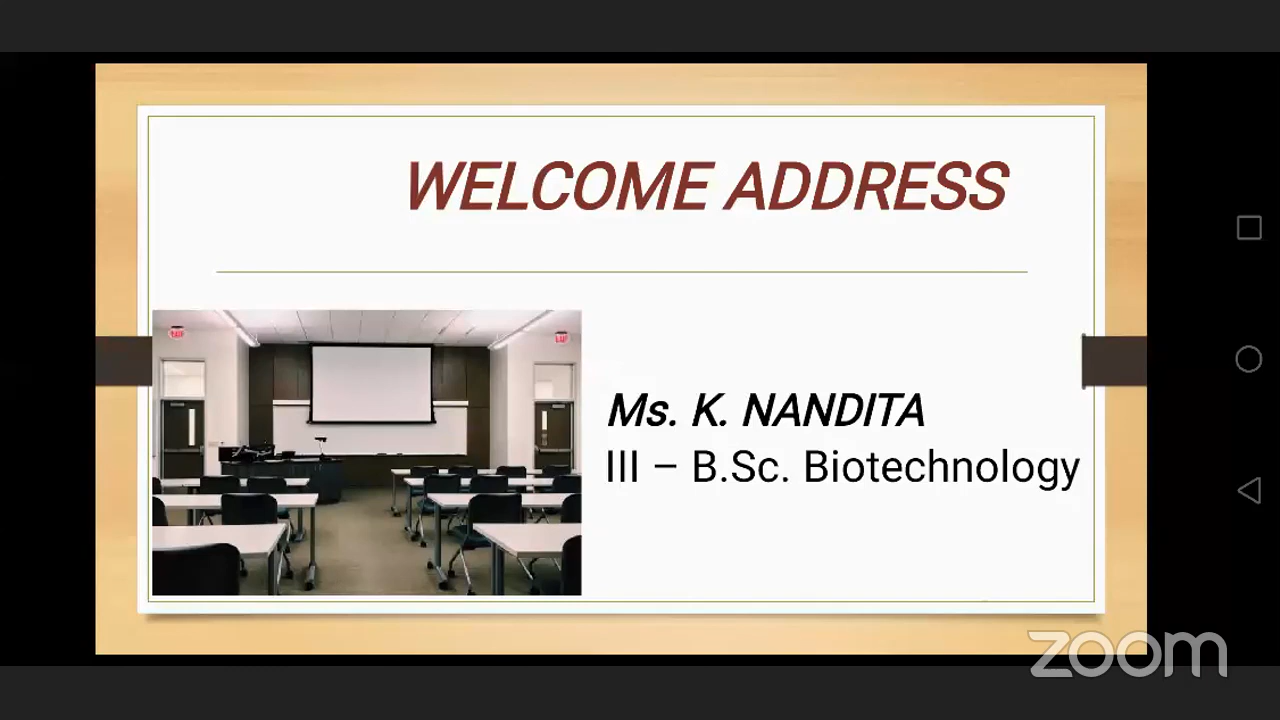 WELCOME ADDRESS
Ms. K. NANDITA
III – B.Sc. Biotechnology
zoom